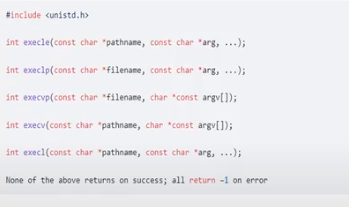 #include <unistd.h>
int execle(const char *pathname, const char *arg, ...);
int execlp(const char *filename, const char *arg, ...);
int execvp(const char *filename, char *const argv[]);
int execv(const char *pathname, char *const argv[]);
int execl(const char *pathname, const char *arg, ...);
None of the above returns on success; all return -1 on error